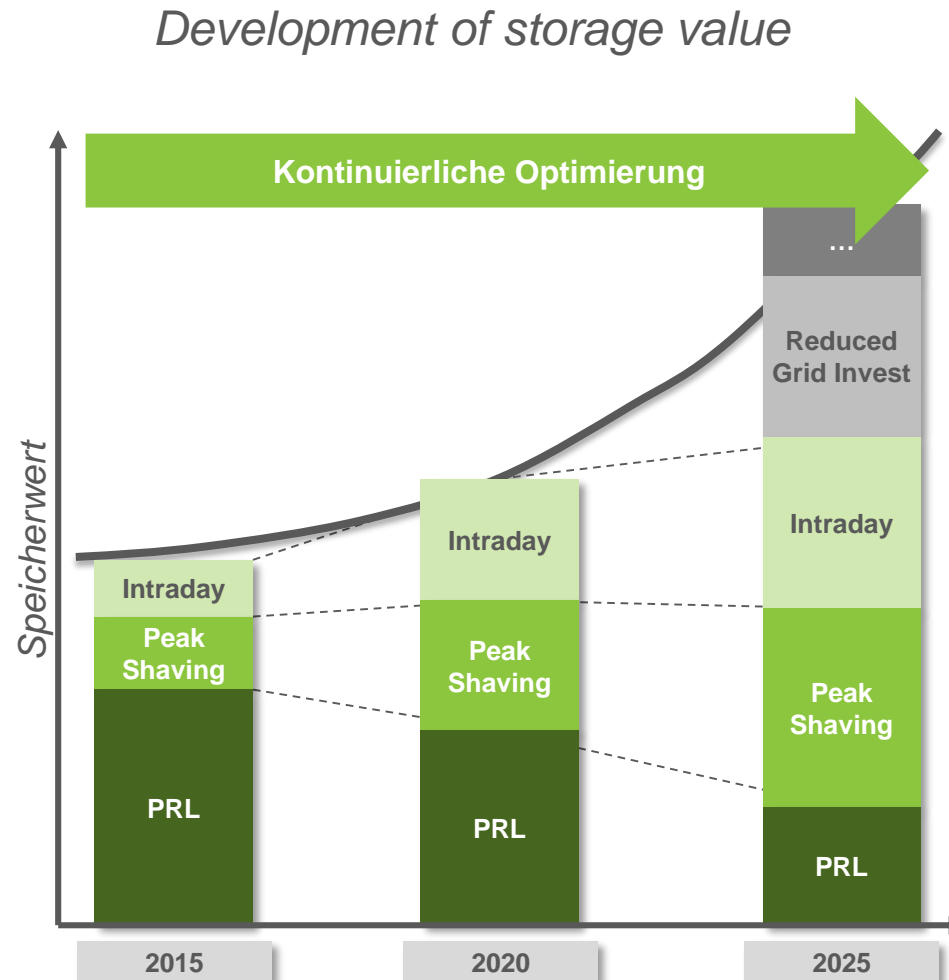 Development of storage value
Kontinuierliche Optimierung
Speicherwert
Intraday
Peak
Shaving
PRL
2015
Intraday
Peak
Shaving
PRL
2020
...
Reduced
Grid Invest
Intraday
Peak
Shaving
PRL
2025